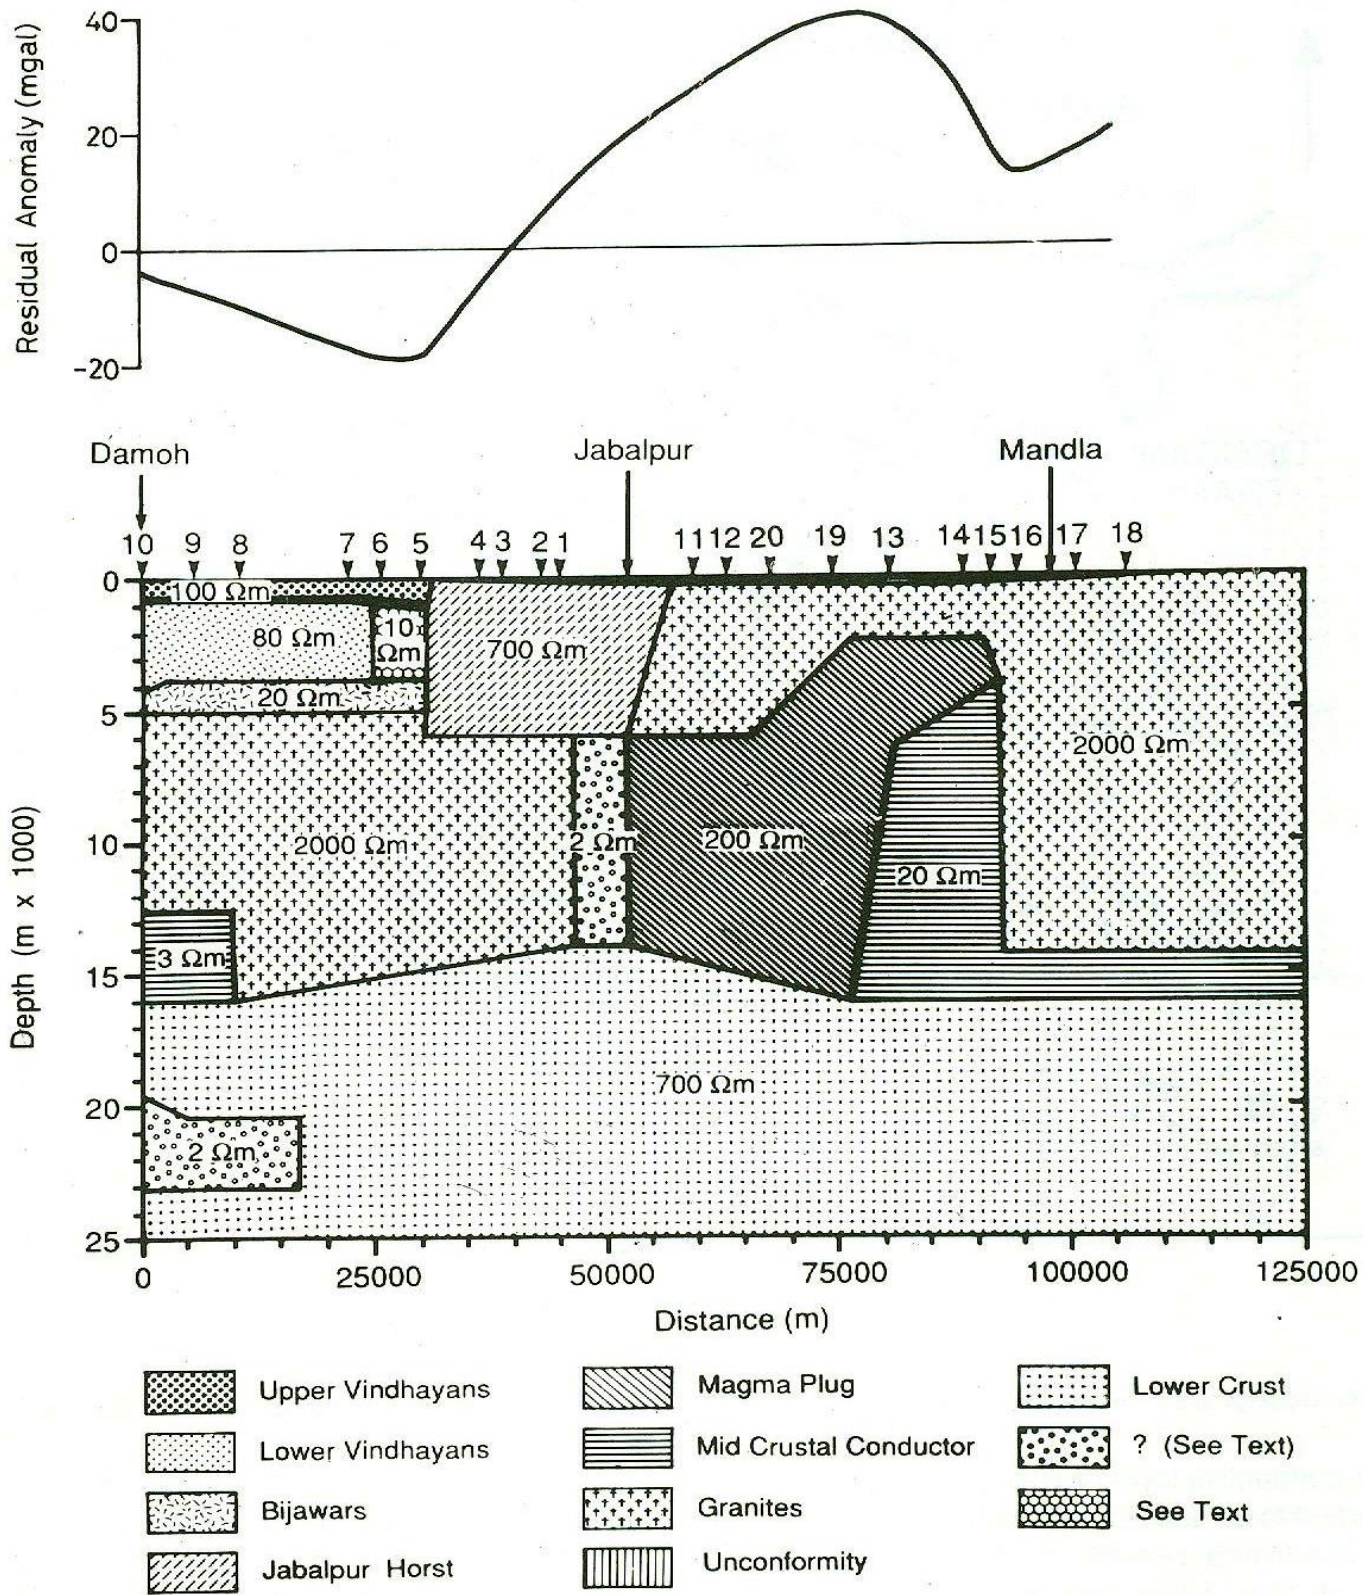 Residual Anomaly (mgal)
40
20
0
-20
Damoh Jabalpur Mandla
10 9 8 7 6 5 4 3 2 1 11 12 20 19 13 14 15 16 17 18
Depth (m x 1000)
0
5
10
15
20
25
100 Ωm
80 Ωm
10
Ωm
20 Ωm
700 Ωm
2000 Ωm
2000 Ωm
2 Ωm
200 Ωm
20 Ωm
3 Ωm
700 Ωm
2 Ωm
0 25000 50000 75000 100000 125000
Distance (m)
Upper Vindhayans
Lower Vindhayans
Bijawars
Jabalpur Horst
Magma Plug
Mid Crustal Conductor
Granites
Unconformity
Lower Crust
? (See Text)
See Text